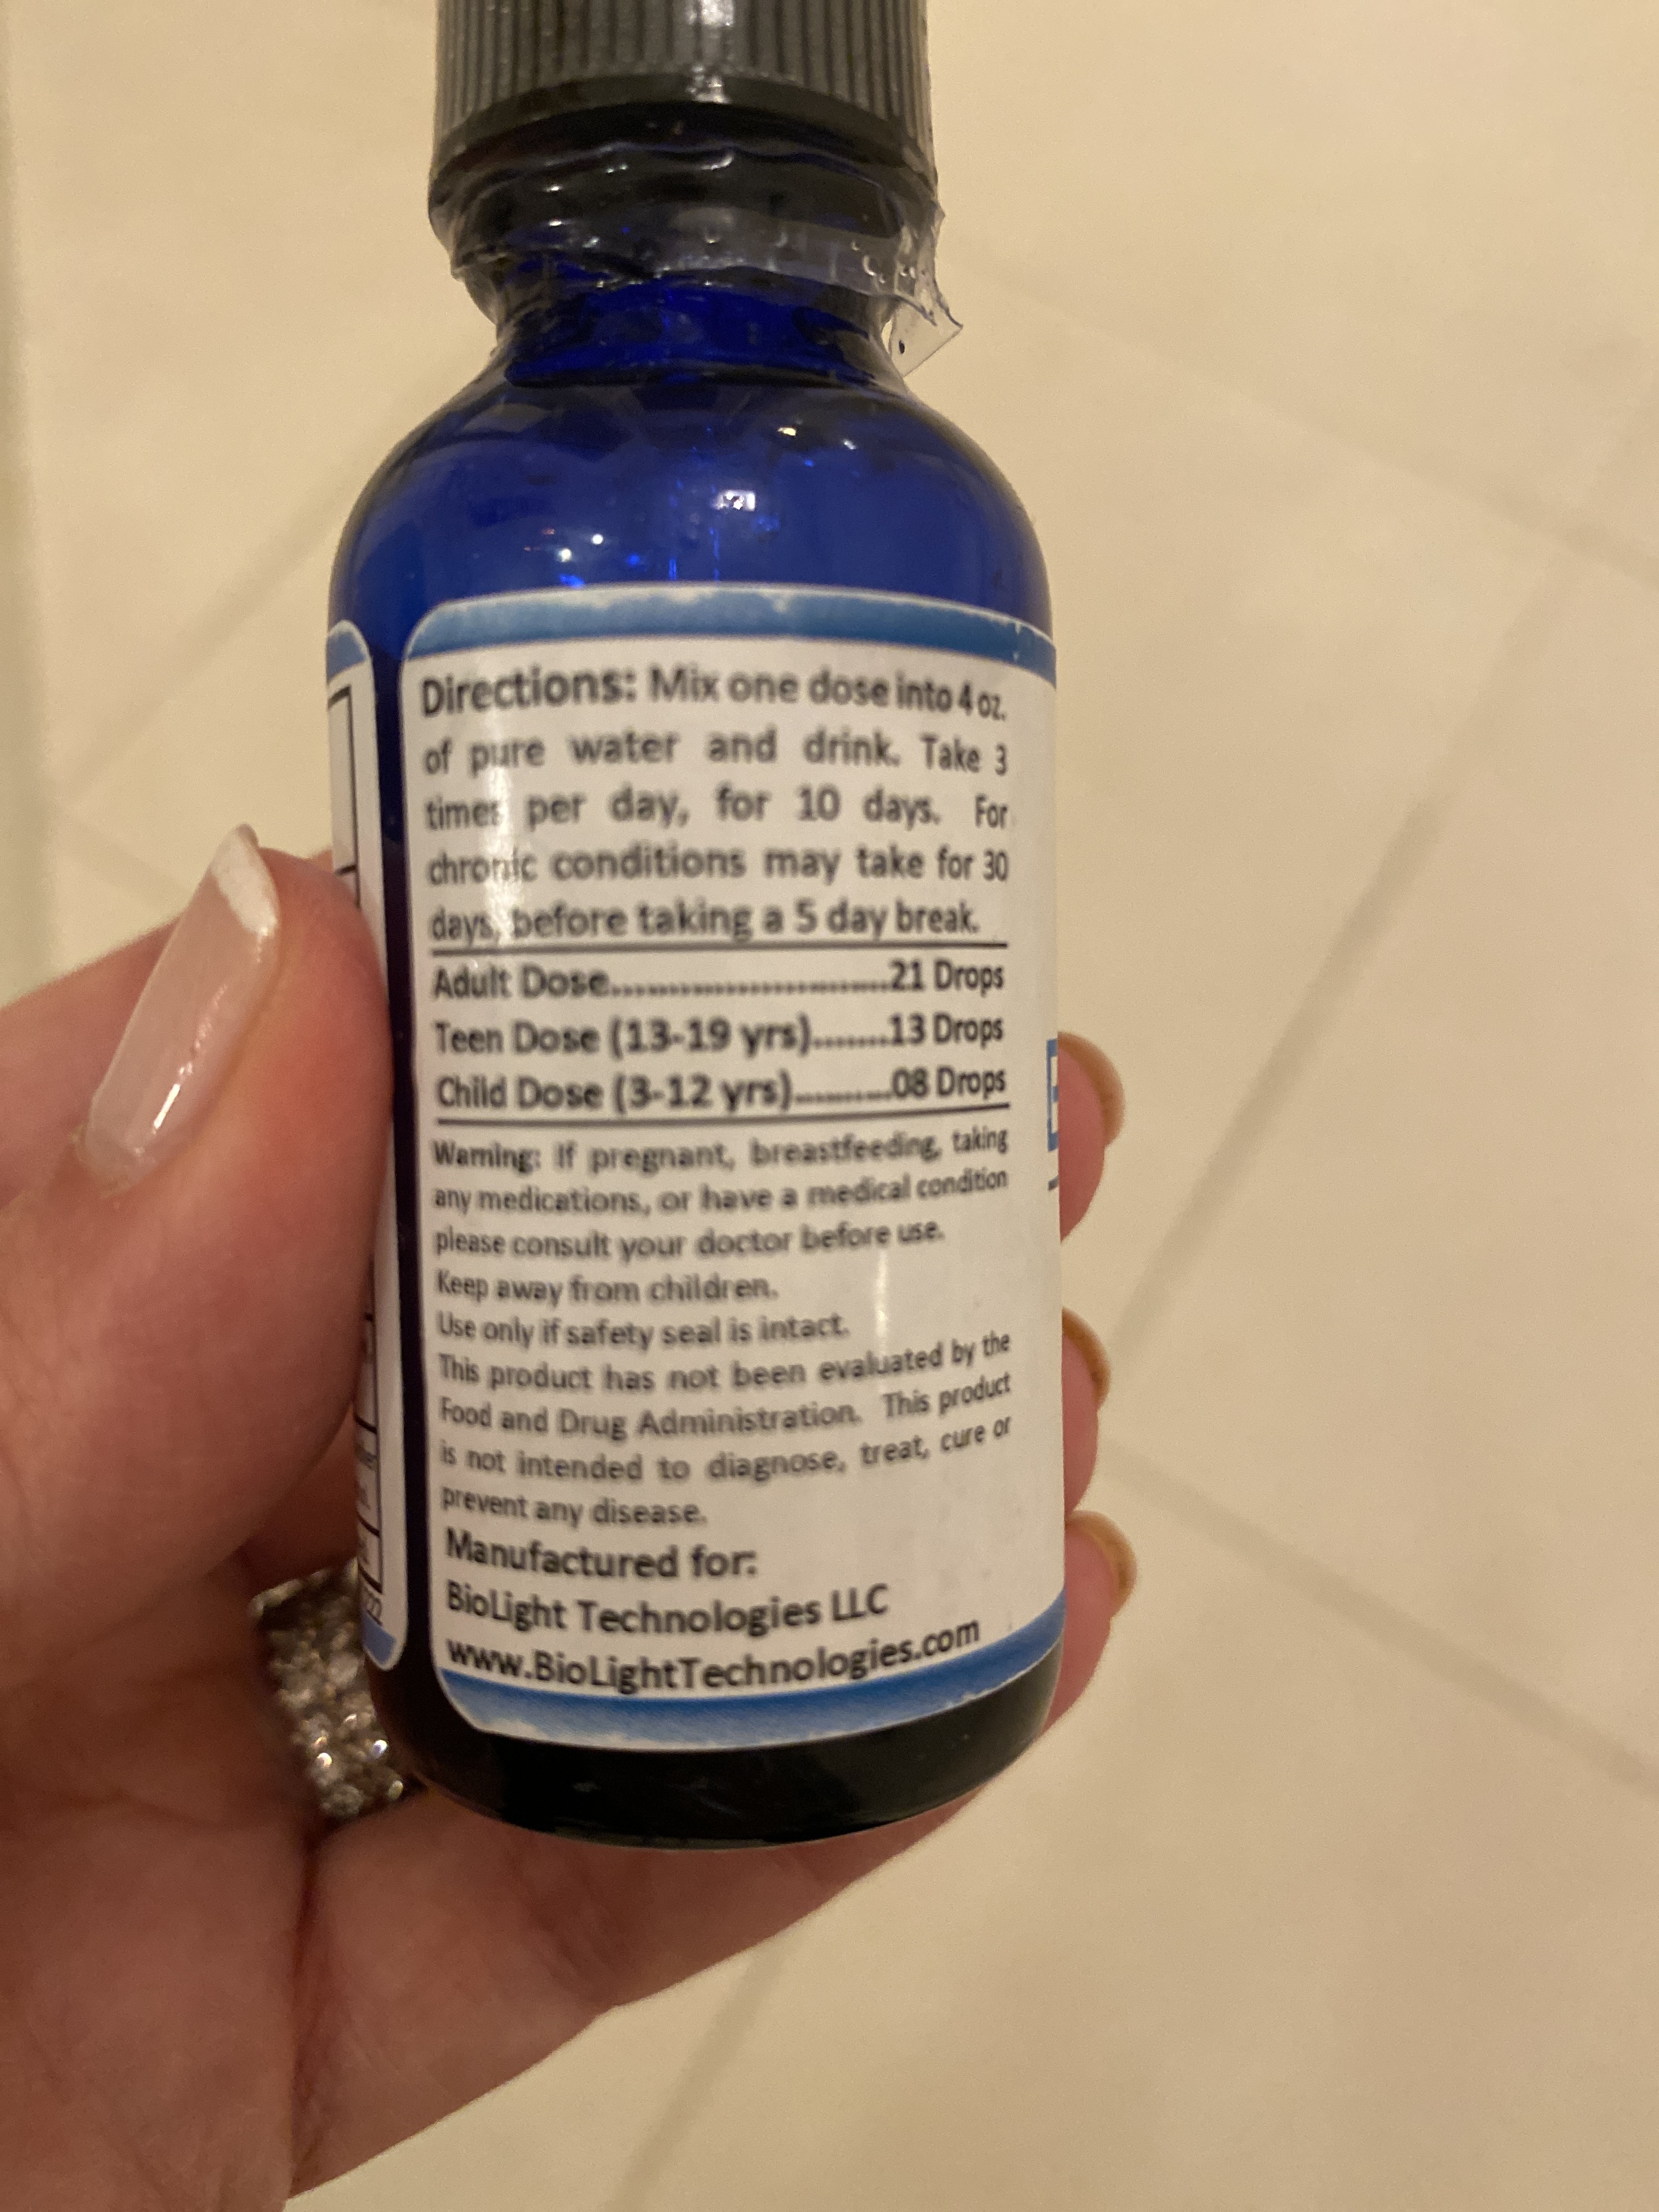 Directions: Mix one dose into 4 oz.
of pure water and drink. Take 3
times per day, for 10 days. For
chronic conditions may take for 30
days, before taking a 5 day break.
Adult Dose...............................21 Drops
Teen Dose (13-19 yrs)........13 Drops
Child Dose (3-12 yrs)...........08 Drops
Warning: If pregnant, breastfeeding, taking
any medications, or have a medical condition
please consult your doctor before use.
Keep away from children.
Use only if safety seal is intact.
This product has not been evaluated by the
Food and Drug Administration. This product
is not intended to diagnose, treat, cure or
prevent any disease.
Manufactured for:
BioLight Technologies LLC
www.BioLightTechnologies.com